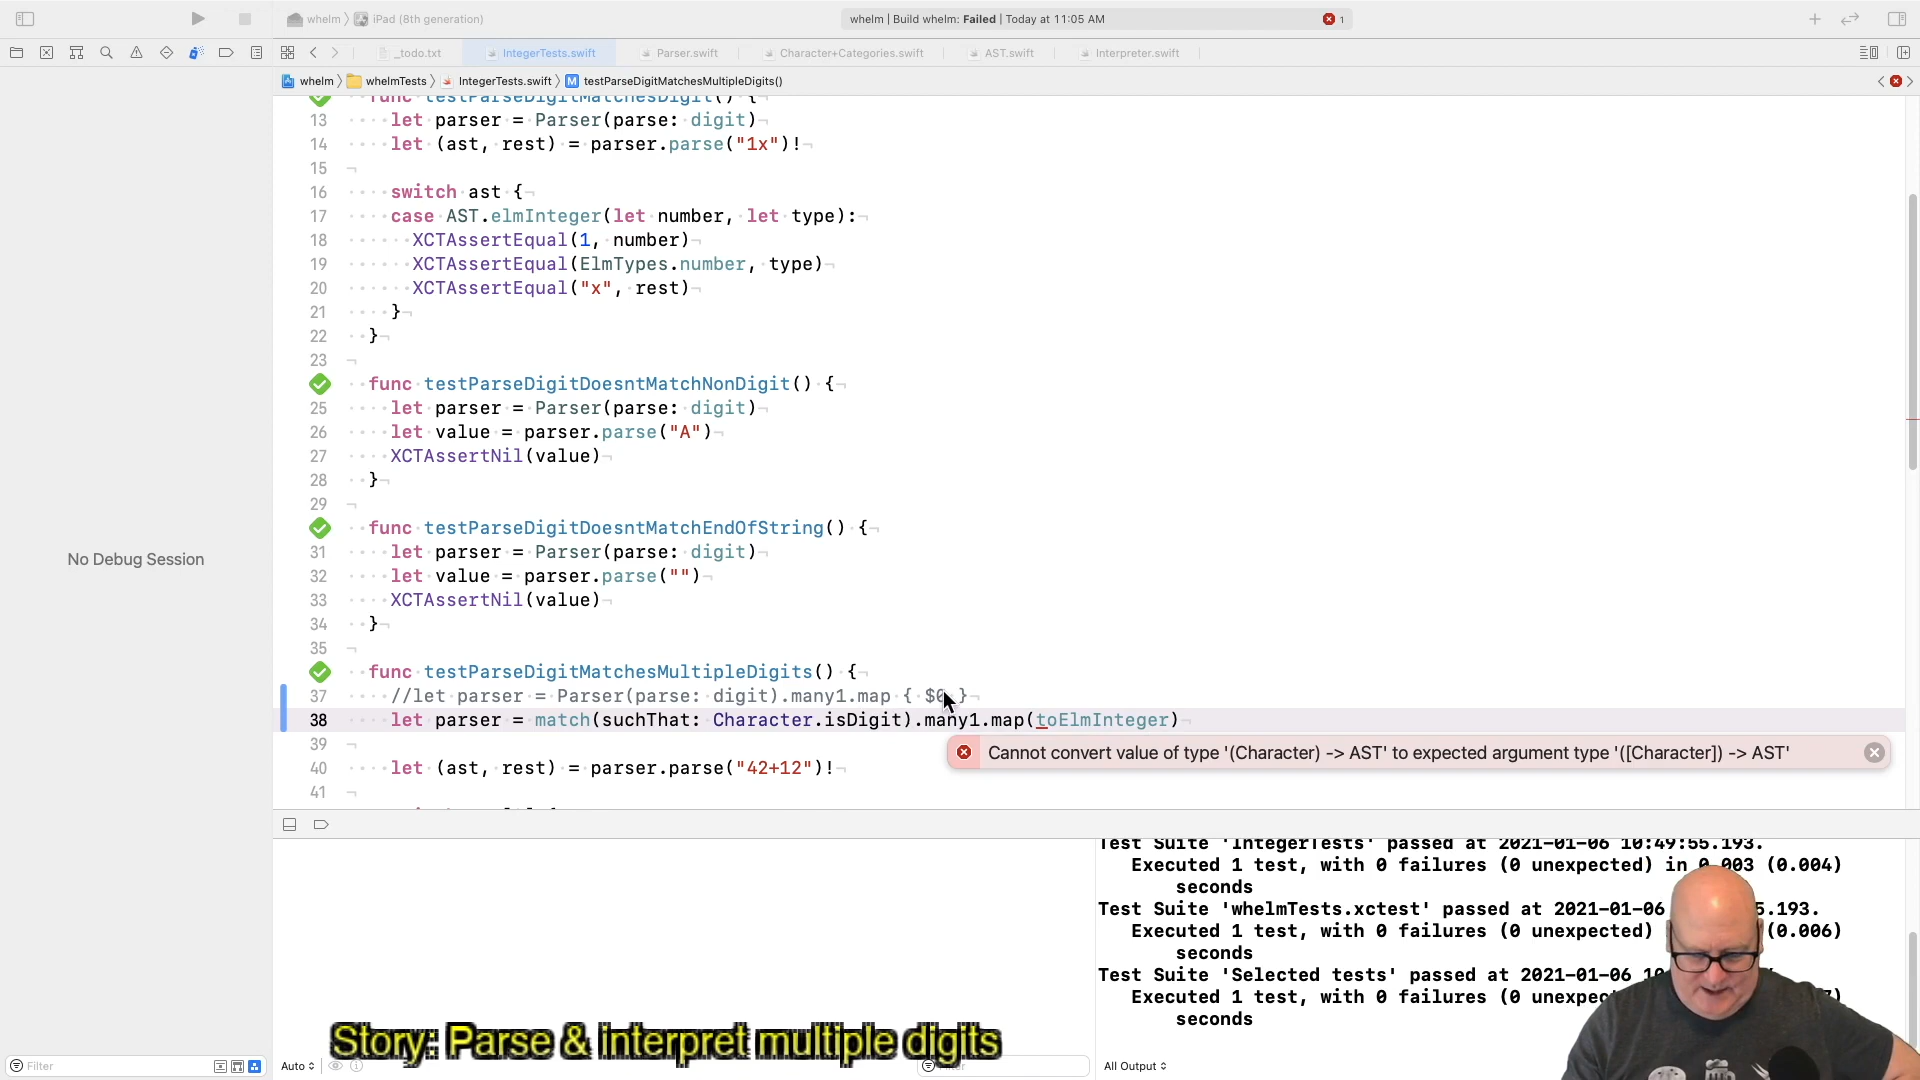 whelm
iPad (8th generation)
whelm | Build whelm: Failed | Today at 11:05 AM
1
_todo.txt
IntegerTests.swift
Parser.swift
Character+Categories.swift
AST.swift
Interpreter.swift
whelm
whelmTests
IntegerTests.swift
M
testParseDigitMatchesMultipleDigits()
func testParseDigitMatchesDigit() {
13 let parser = Parser(parse: digit)
14 let (ast, rest) = parser.parse("1x")!
15
16 switch ast {
17 case AST.elmInteger(let number, let type):
18 XCTAssertEqual(1, number)
19 XCTAssertEqual(ElmTypes.number, type)
20 XCTAssertEqual("x", rest)
21 }
22 }
23
func testParseDigitDoesntMatchNonDigit() {
25 let parser = Parser(parse: digit)
26 let value = parser.parse("A")
27 XCTAssertNil(value)
28 }
29
func testParseDigitDoesntMatchEndOfString() {
31 let parser = Parser(parse: digit)
32 let value = parser.parse("")
33 XCTAssertNil(value)
34 }
35
func testParseDigitMatchesMultipleDigits() {
37 //let parser = Parser(parse: digit).many1.map { $0 }
38 let parser = match(suchThat: Character.isDigit).many1.map(toElmInteger)
39
Cannot convert value of type '(Character) -> AST' to expected argument type '([Character]) -> AST'
40 let (ast, rest) = parser.parse("42+12")!
41
No Debug Session
Test Suite 'IntegerTests' passed at 2021-01-06 10:49:55.193.
Executed 1 test, with 0 failures (0 unexpected) in 0.003 (0.004)
seconds
Test Suite 'whelmTests.xctest' passed at 2021-01-06 5.193.
Executed 1 test, with 0 failures (0 unexpected) (0.006)
seconds
Test Suite 'Selected tests' passed at 2021-01-06
Executed 1 test, with 0 failures (0
seconds
Story: Parse & interpret multiple digits
Filter
Auto
All Output